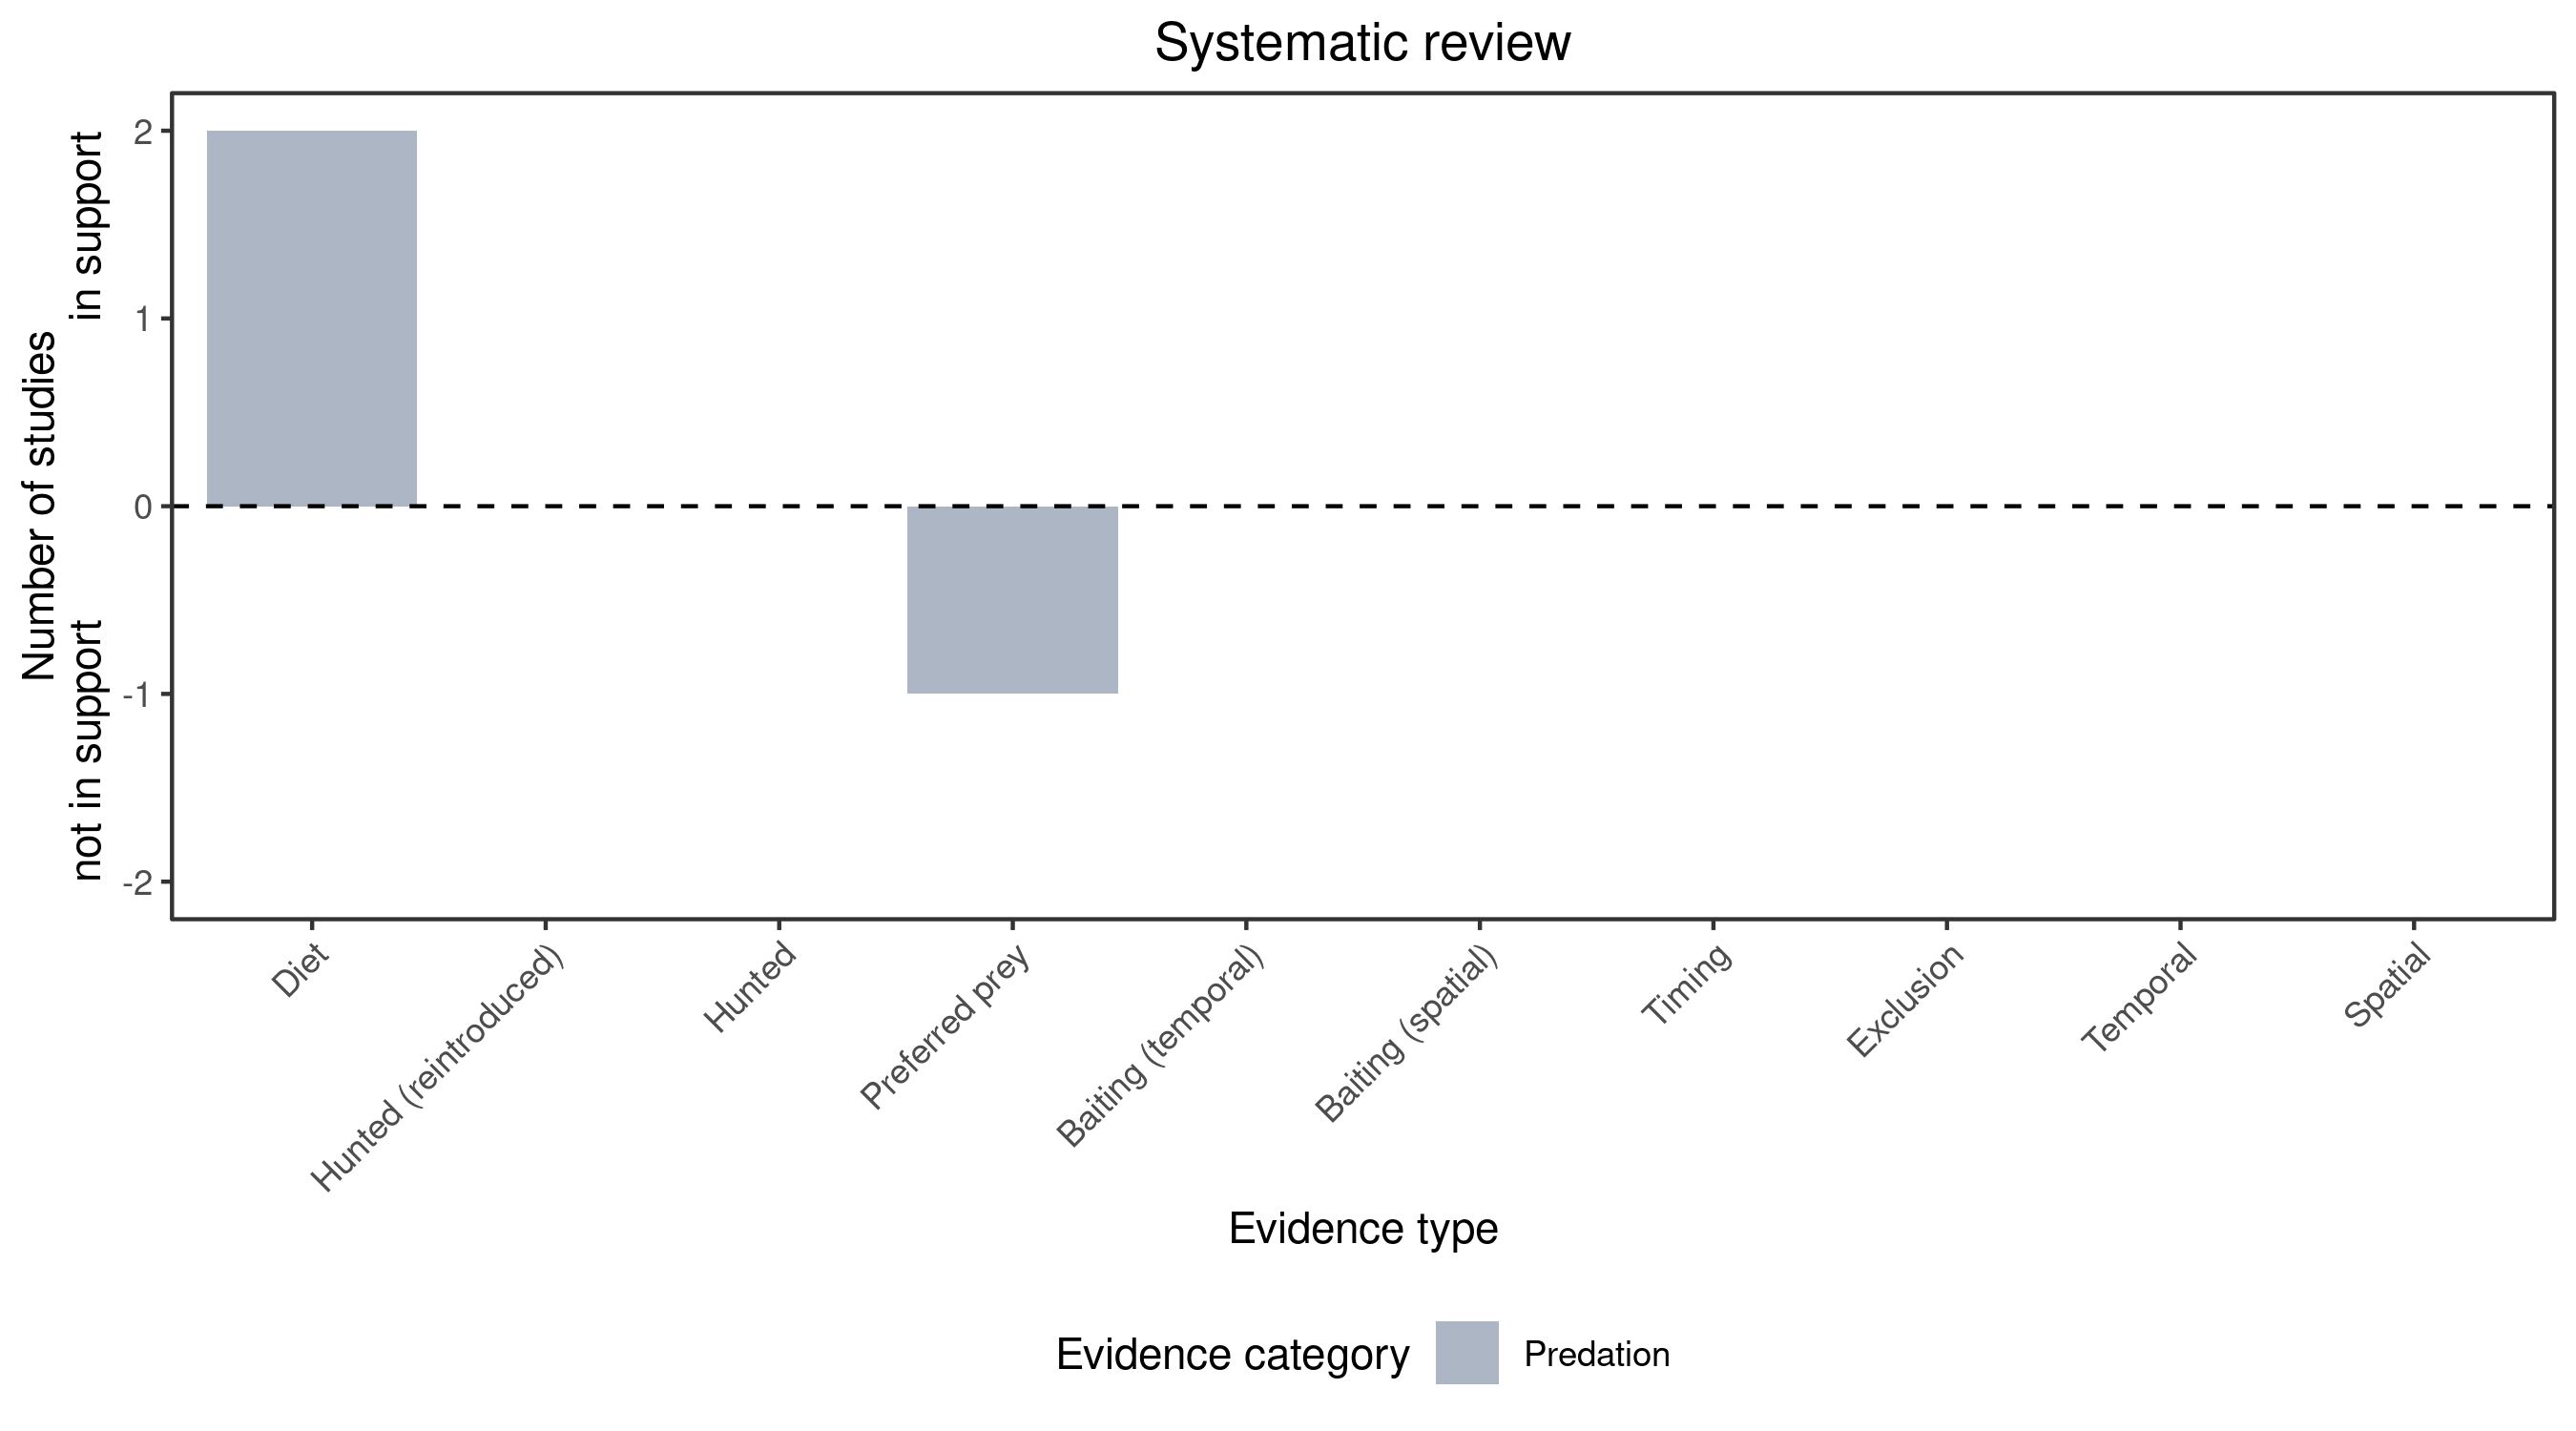 Systematic review
Number of studies
not in support in support
2
1
0
-1
-2
Diet
Hunted (reintroduced)
Hunted
Preferred prey
Baiting (temporal)
Baiting (spatial)
Timing
Exclusion
Temporal
Spatial
Evidence type
Evidence category
Predation